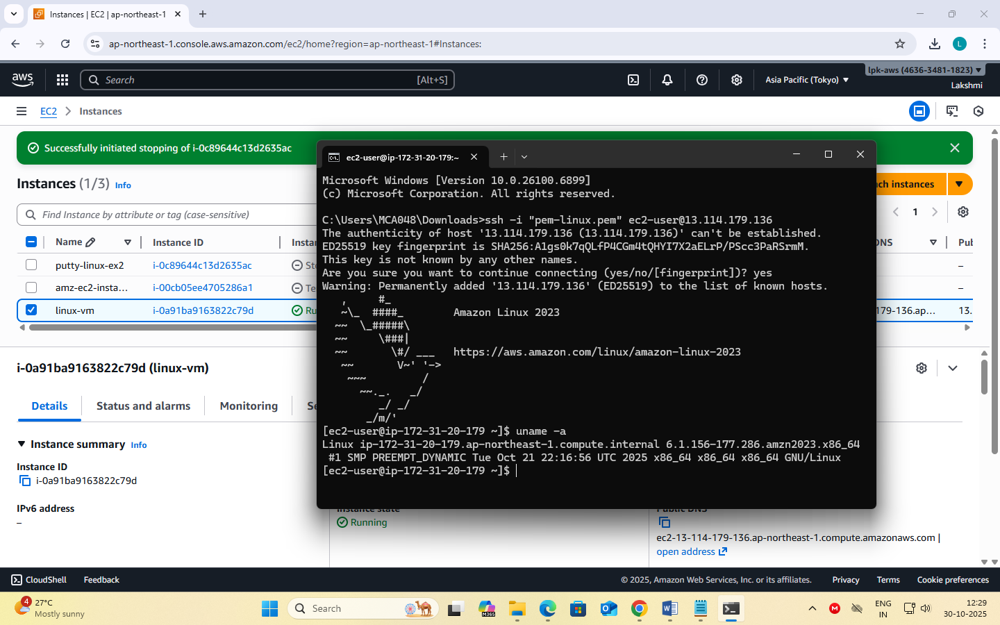 Instances | EC2 | ap-northeast-1
ap-northeast-1.console.aws.amazon.com/ec2/home?region=ap-northeast-1#Instances:
L
aws
Search
[Alt+S]
Asia Pacific (Tokyo)
lpk-aws (4636-3481-1823)
Lakshmi
EC2
Instances
Successfully initiated stopping of i-0c89644c13d2635ac
Instances (1/3) Info
ch instances
Find Instance by attribute or tag (case-sensitive)
1
Name
Instance ID
Instan
DNS
Pub
putty-linux-ex2
i-0c89644c13d2635ac
Sto
–
amz-ec2-insta...
i-00cb05ee4705286a1
Te
–
linux-vm
i-0a91ba9163822c79d
Ru
179-136.ap...
13.
i-0a91ba9163822c79d (linux-vm)
Details
Status and alarms
Monitoring
Se
Instance summary Info
Instance ID
i-0a91ba9163822c79d
IPv6 address
–
Instance state
Running
Public DNS
ec2-13-114-179-136.ap-northeast-1.compute.amazonaws.com |
open address
ec2-user@ip-172-31-20-179:~
Microsoft Windows [Version 10.0.26100.6899]
(c) Microsoft Corporation. All rights reserved.
C:\Users\MCA048\Downloads>ssh -i "pem-linux.pem" ec2-user@13.114.179.136
The authenticity of host '13.114.179.136 (13.114.179.136)' can't be established.
ED25519 key fingerprint is SHA256:A1gs0k7qQLfP4CGm4tQHYI7X2aELrP/PScc3PaRSrmM.
This key is not known by any other names.
Are you sure you want to continue connecting (yes/no/[fingerprint])? yes
Warning: Permanently added '13.114.179.136' (ED25519) to the list of known hosts.
   ,     #_
   ~\_  ####_        Amazon Linux 2023
  ~~  \_#####\
  ~~     \###|
  ~~       \#/ ___   https://aws.amazon.com/linux/amazon-linux-2023
   ~~       V~' '->
    ~~~         /
      ~~._.   _/
         _/ _/
       _/m/'
[ec2-user@ip-172-31-20-179 ~]$ uname -a
Linux ip-172-31-20-179.ap-northeast-1.compute.internal 6.1.156-177.286.amzn2023.x86_64
#1 SMP PREEMPT_DYNAMIC Tue Oct 21 22:16:56 UTC 2025 x86_64 x86_64 x86_64 GNU/Linux
[ec2-user@ip-172-31-20-179 ~]$
CloudShell
Feedback
© 2025, Amazon Web Services, Inc. or its affiliates.
Privacy
Terms
Cookie preferences
4
27°C
Mostly sunny
Search
M365
M
ENG
IN
12:29
30-10-2025